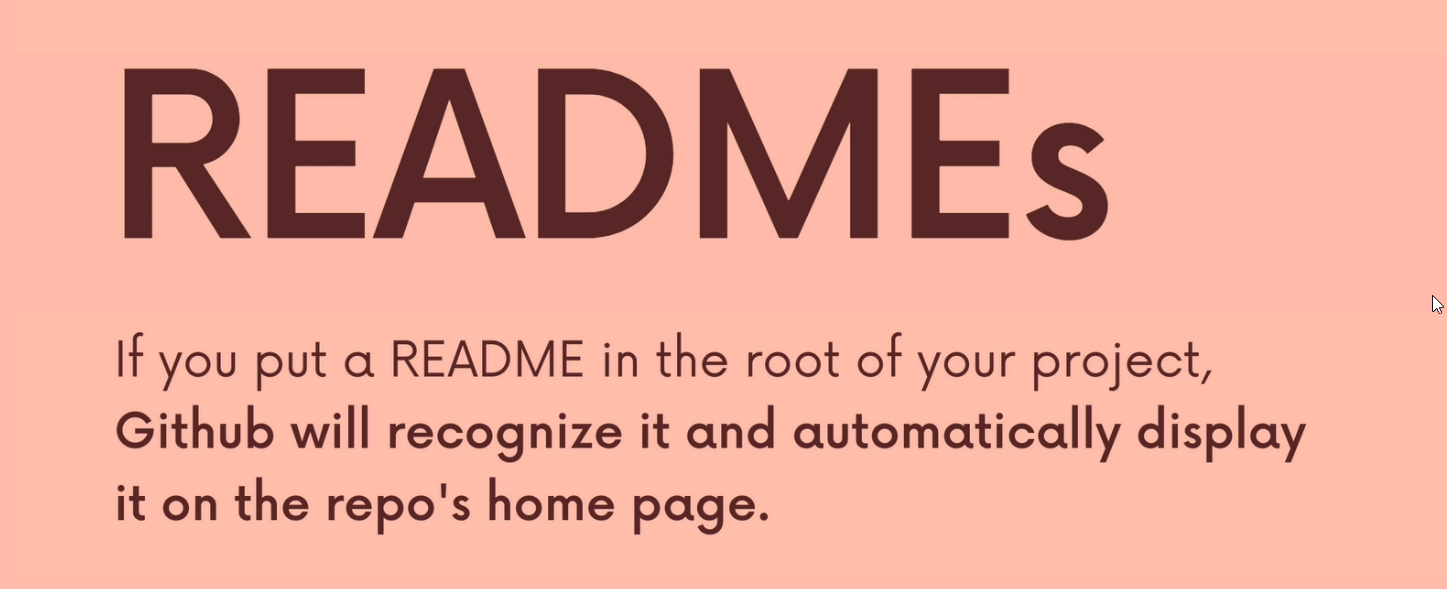 READMEs
If you put a README in the root of your project,
Github will recognize it and automatically display
it on the repo's home page.